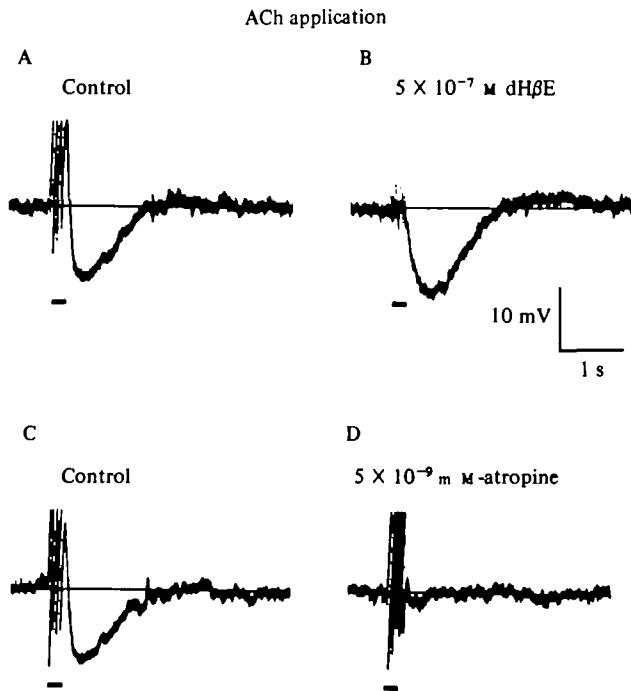 ACh application
A
Control
B
5 × 10⁻⁷ M dHβE
10 mV
1 s
C
Control
D
5 × 10⁻⁹ m M-atropine